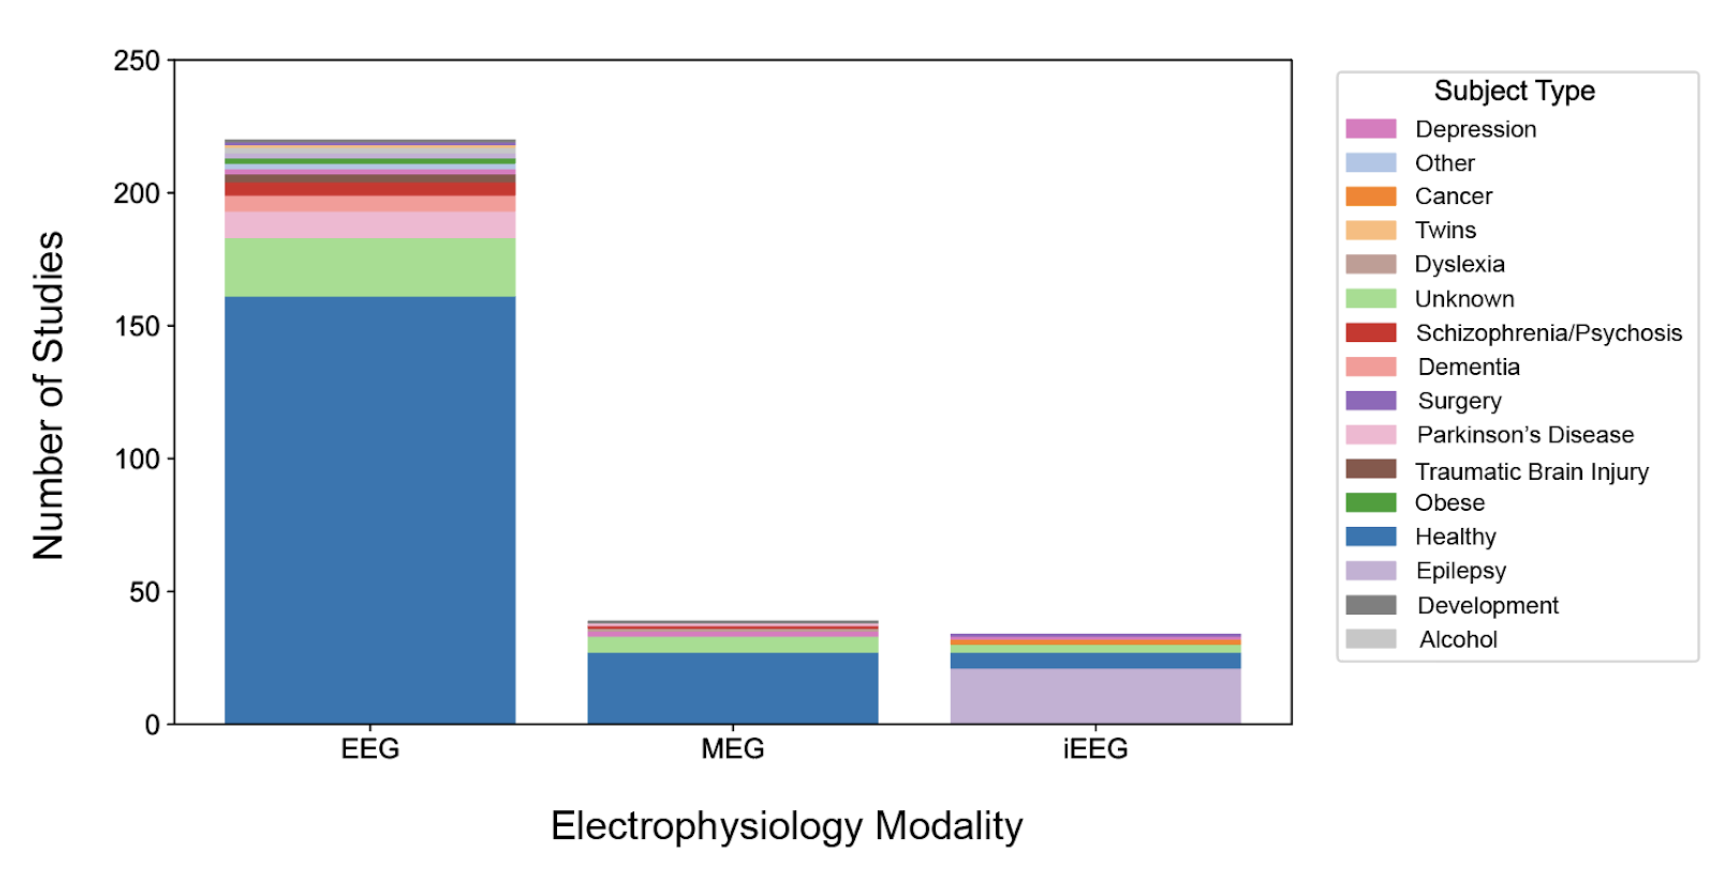 250
200
150
100
50
0
Number of Studies
EEG
MEG
iEEG
Electrophysiology Modality
Subject Type
Depression
Other
Cancer
Twins
Dyslexia
Unknown
Schizophrenia/Psychosis
Dementia
Surgery
Parkinson's Disease
Traumatic Brain Injury
Obese
Healthy
Epilepsy
Development
Alcohol